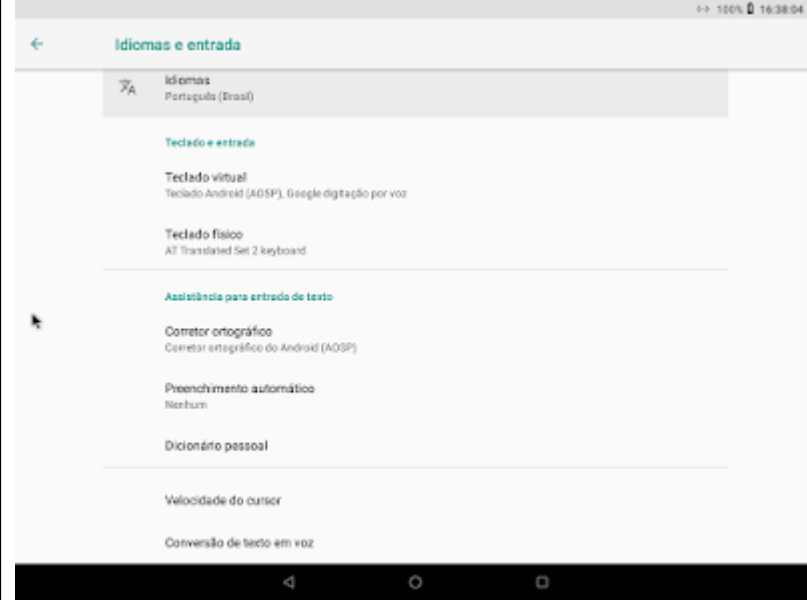 100% 16:38:04
Idiomas e entrada
Idiomas
Português (Brasil)
Teclado e entrada
Teclado virtual
Teclado Android (AOSP), Google digitação por voz
Teclado físico
AT Translated Set 2 keyboard
Assistência para entrada de texto
Corretor ortográfico
Corretor ortográfico do Android (AOSP)
Preenchimento automático
Nenhum
Dicionário pessoal
Velocidade do cursor
Conversão de texto em voz